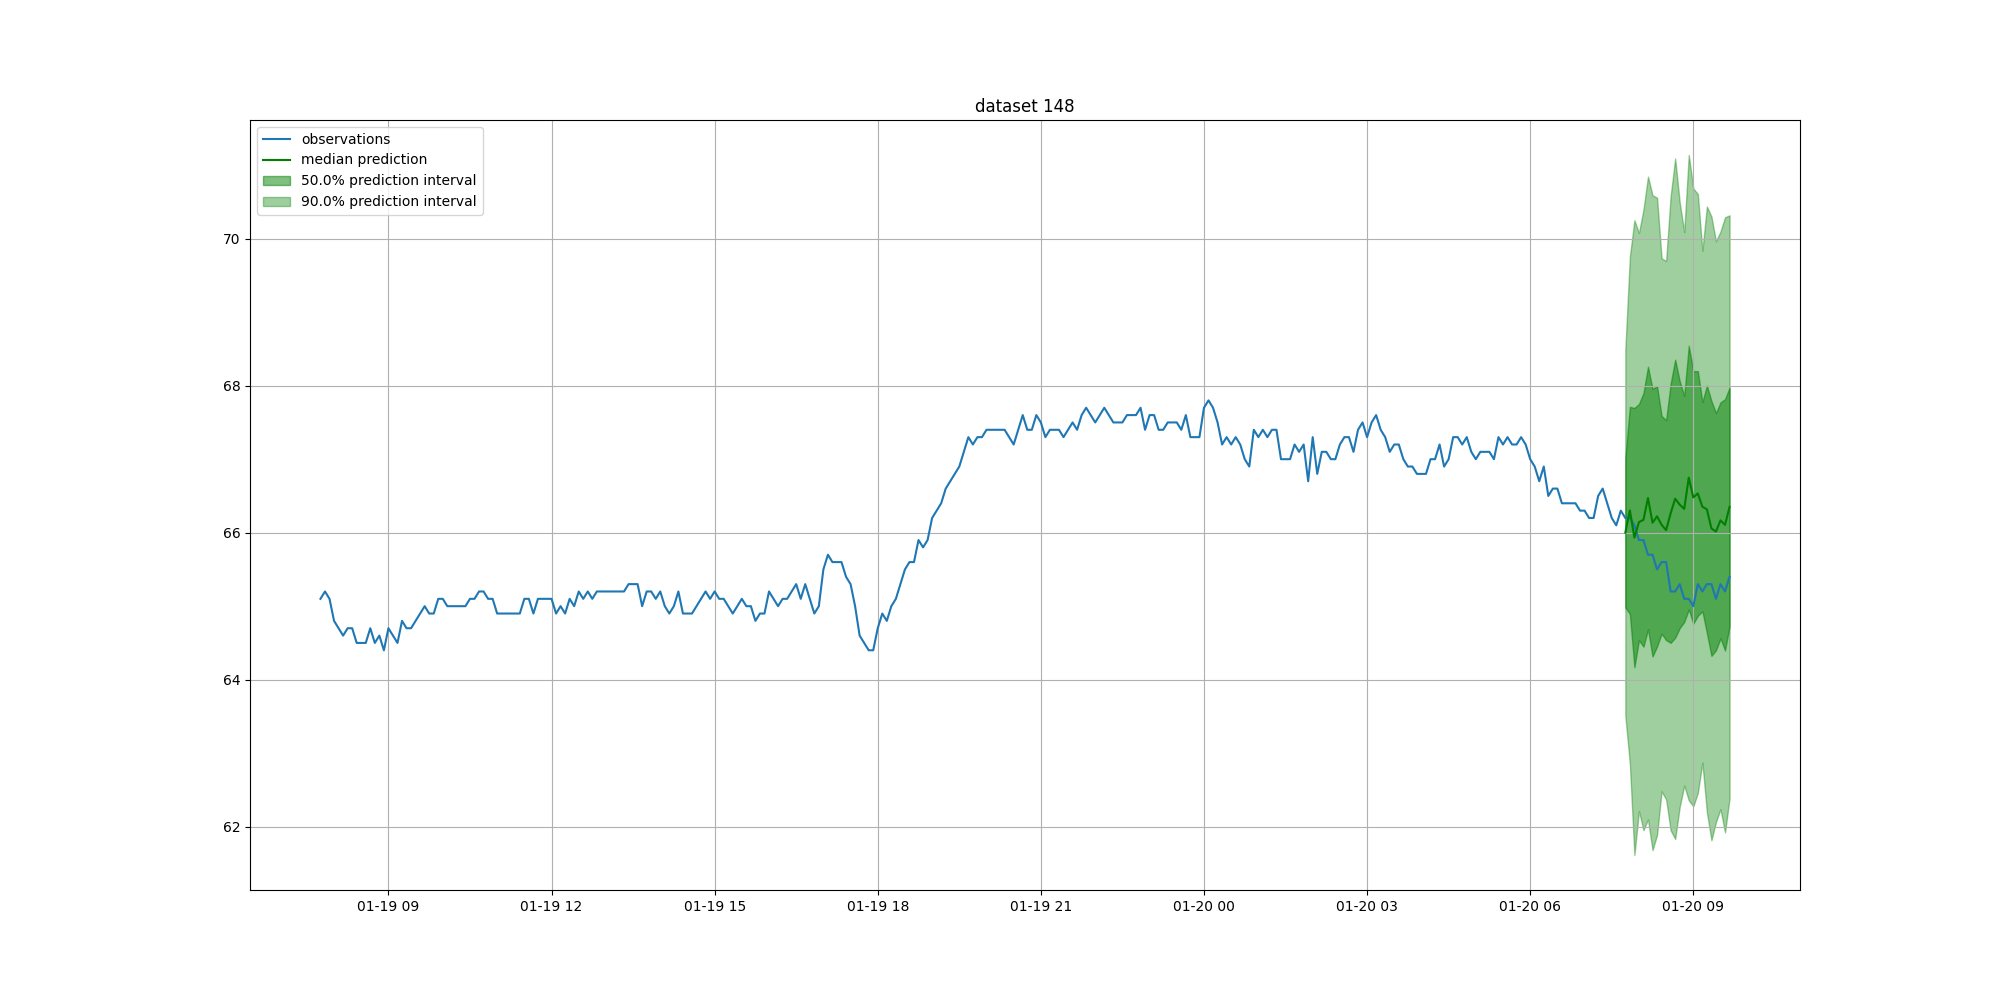 dataset 148
observations
median prediction
50.0% prediction interval
90.0% prediction interval
70
68
66
64
62
01-19 09
01-19 12
01-19 15
01-19 18
01-19 21
01-20 00
01-20 03
01-20 06
01-20 09